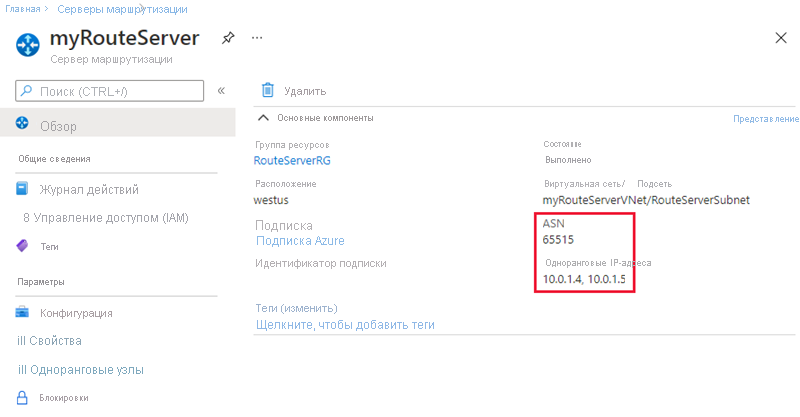 Главная > Серверы маршрутизации
myRouteServer
...
Сервер маршрутизации
Поиск (CTRL+/)
«
Обзор
Общие сведения
Журнал действий
8 Управление доступом (IAM)
Теги
Параметры
Конфигурация
ill Свойства
ill Одноранговые узлы
Блокировки
Удалить
Основные компоненты
Представление
Группа ресурсов
RouteServerRG
Расположение
westus
Подписка
Подписка Azure
Идентификатор подписки
Теги (изменить)
Щелкните, чтобы добавить теги
Состояние
Выполнено
Виртуальная сеть/ Подсеть
myRouteServerVNet/RouteServerSubnet
ASN
65515
Одноранговые IP-адреса
10.0.1.4, 10.0.1.5